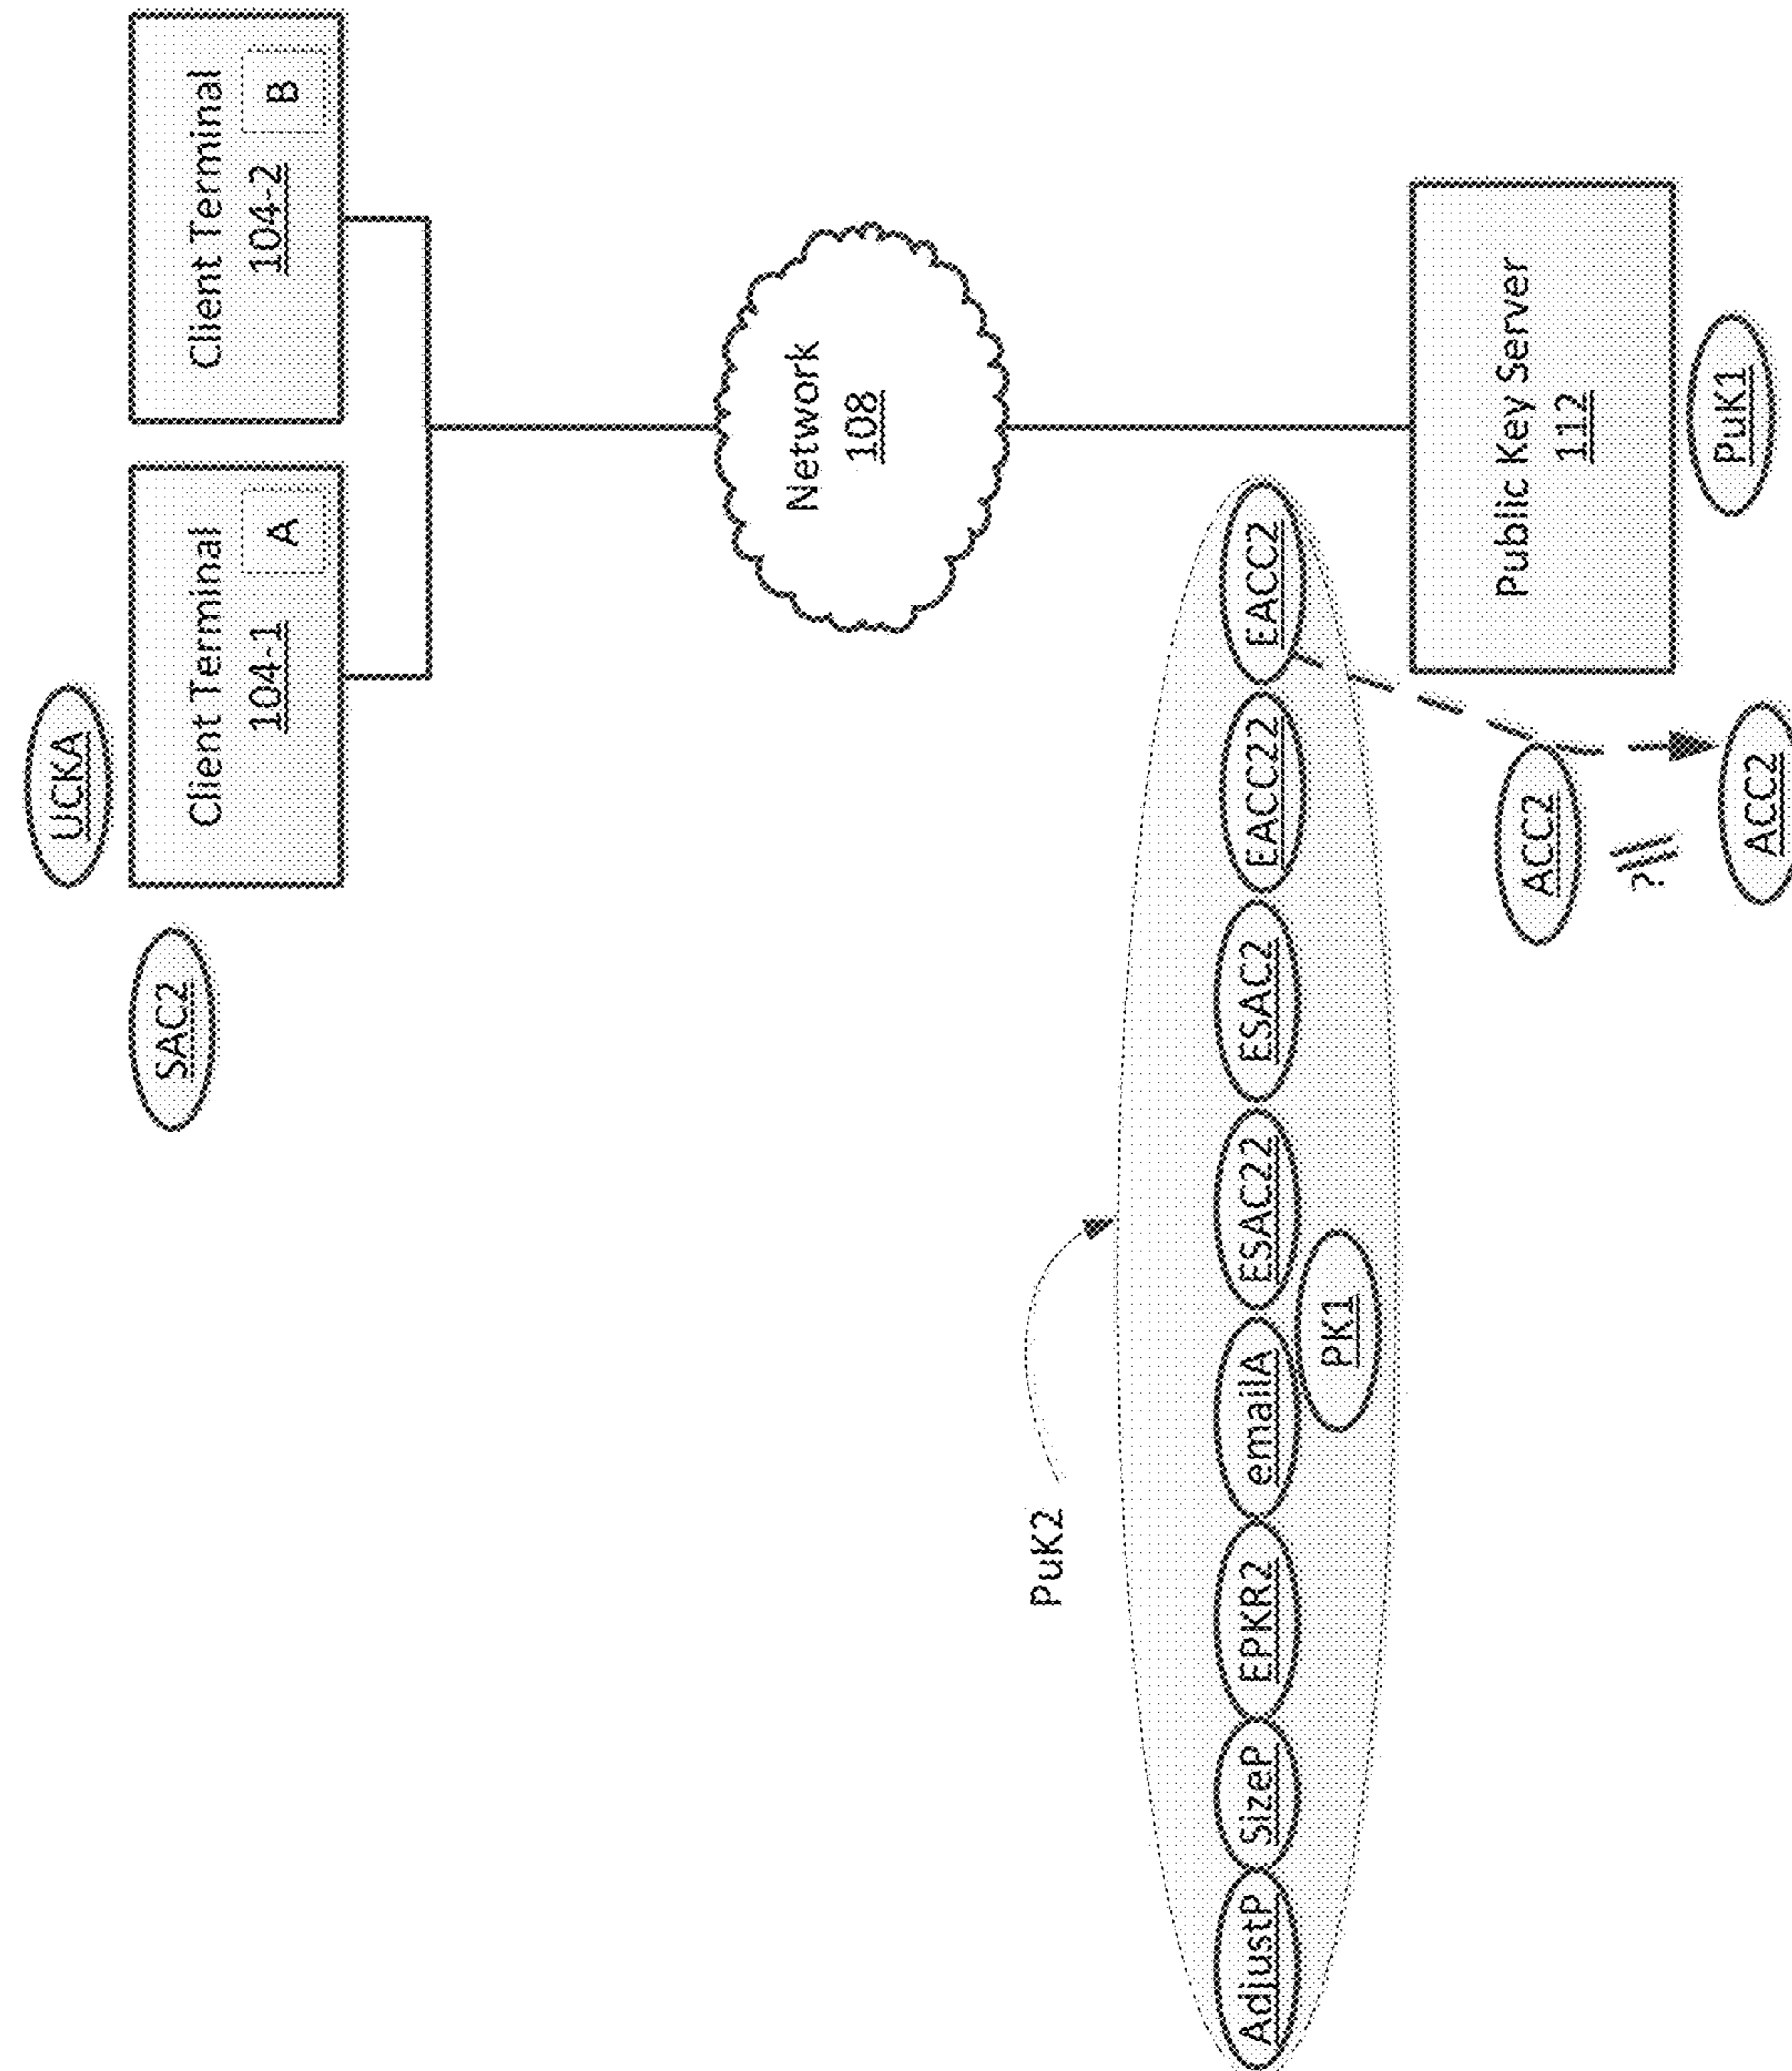 UCKA
SAC2
Client Terminal
104-1
A
Client Terminal
104-2
B
Network
108
PuK2
AdjustP
SizeP
EPKR2
emailA
ESAC22
ESAC2
EACC22
EACC2
PK1
Public Key Server
112
ACC2
?\\
ACC2
PuK1